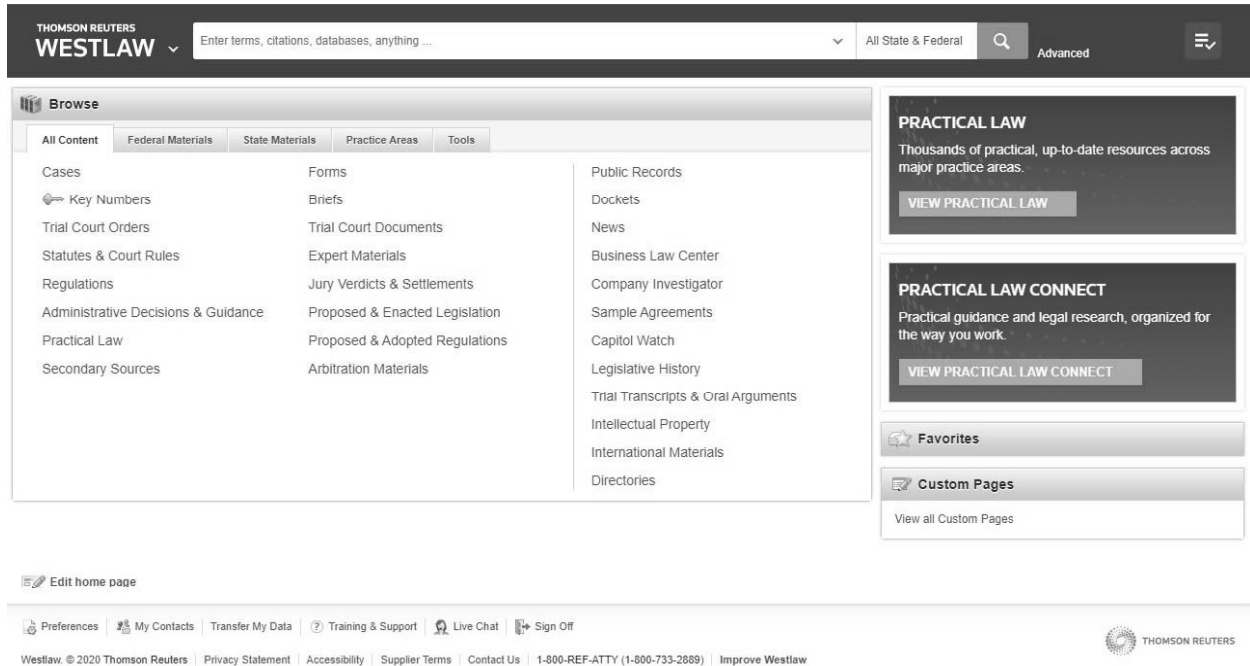 THOMSON REUTERS
WESTLAW
Enter terms, citations, databases, anything ...
All State & Federal
Advanced
Browse
All Content
Federal Materials
State Materials
Practice Areas
Tools
Cases
Key Numbers
Trial Court Orders
Statutes & Court Rules
Regulations
Administrative Decisions & Guidance
Practical Law
Secondary Sources
Forms
Briefs
Trial Court Documents
Expert Materials
Jury Verdicts & Settlements
Proposed & Enacted Legislation
Proposed & Adopted Regulations
Arbitration Materials
Public Records
Dockets
News
Business Law Center
Company Investigator
Sample Agreements
Capitol Watch
Legislative History
Trial Transcripts & Oral Arguments
Intellectual Property
International Materials
Directories
PRACTICAL LAW
Thousands of practical, up-to-date resources across
major practice areas.
VIEW PRACTICAL LAW
PRACTICAL LAW CONNECT
Practical guidance and legal research, organized for
the way you work.
VIEW PRACTICAL LAW CONNECT
Favorites
Custom Pages
View all Custom Pages
Edit home page
Preferences
My Contacts
Transfer My Data
? Training & Support
Live Chat
Sign Off
Westlaw. © 2020 Thomson Reuters
Privacy Statement
Accessibility
Supplier Terms
Contact Us
1-800-REF-ATTY (1-800-733-2889)
Improve Westlaw
THOMSON REUTERS